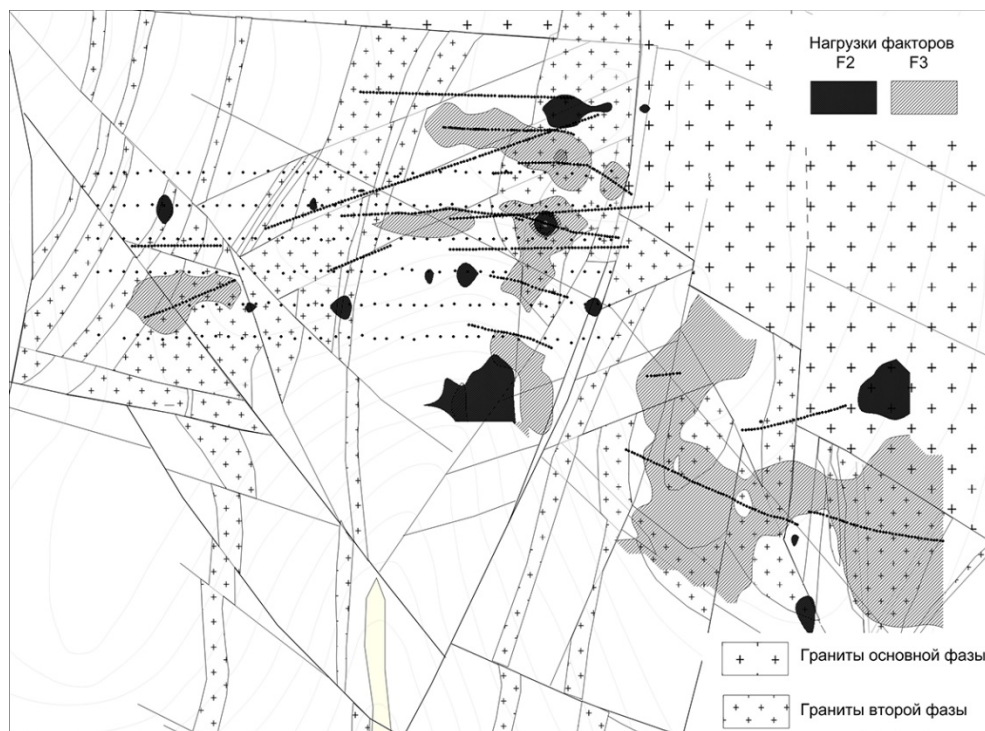 Нагрузки факторов
F2 F3
Граниты основной фазы
Граниты второй фазы